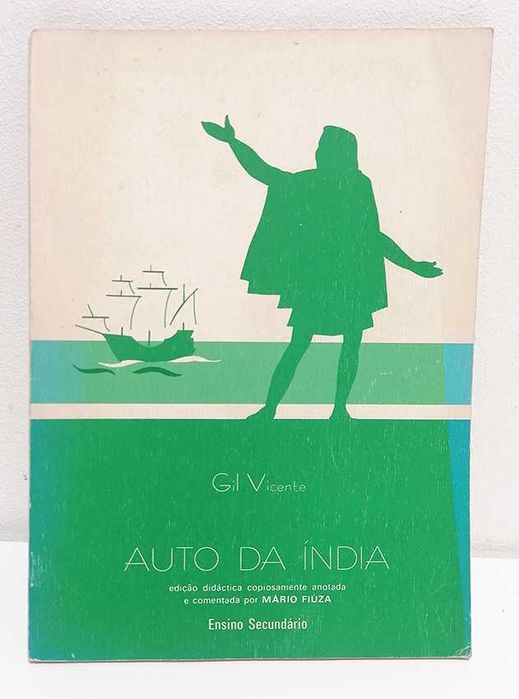 Gil Vicente
AUTO DA ÍNDIA
edição didáctica copiosamente anotada
e comentada por MÁRIO FIÚZA
Ensino Secundário